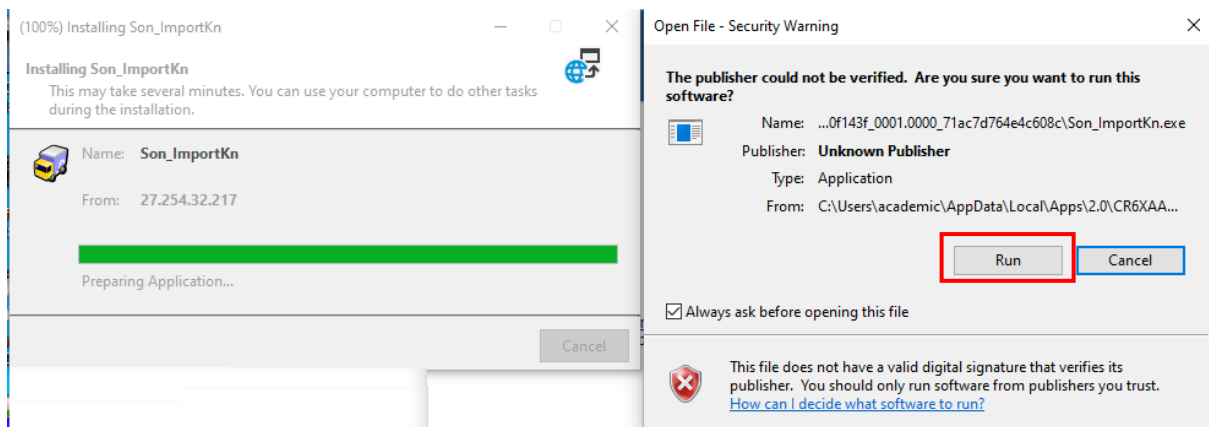 (100%) Installing Son_ImportKn
Installing Son_ImportKn
This may take several minutes. You can use your computer to do other tasks
during the installation.
Name: Son_ImportKn
From: 27.254.32.217
Preparing Application...
Cancel
Open File - Security Warning
The publisher could not be verified. Are you sure you want to run this
software?
Name: ...0f143f_0001.0000_71ac7d764e4c608c\Son_ImportKn.exe
Publisher: Unknown Publisher
Type: Application
From: C:\Users\academic\AppData\Local\Apps\2.0\CR6XAA...
Run
Cancel
Always ask before opening this file
This file does not have a valid digital signature that verifies its
publisher. You should only run software from publishers you trust.
How can I decide what software to run?